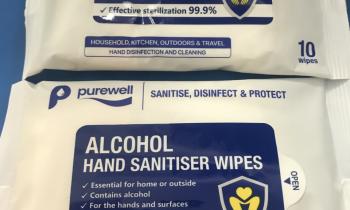 ✓ Effective sterilization 99.9%
HOUSEHOLD, KITCHEN, OUTDOORS & TRAVEL
HAND DISINFECTION AND CLEANING
10
wipes
purewell
SANITISE, DISINFECT & PROTECT
ALCOHOL
HAND SANITISER WIPES
✓ Essential for home or outside
✓ Contains alcohol
✓ For the hands and surfaces
OPEN